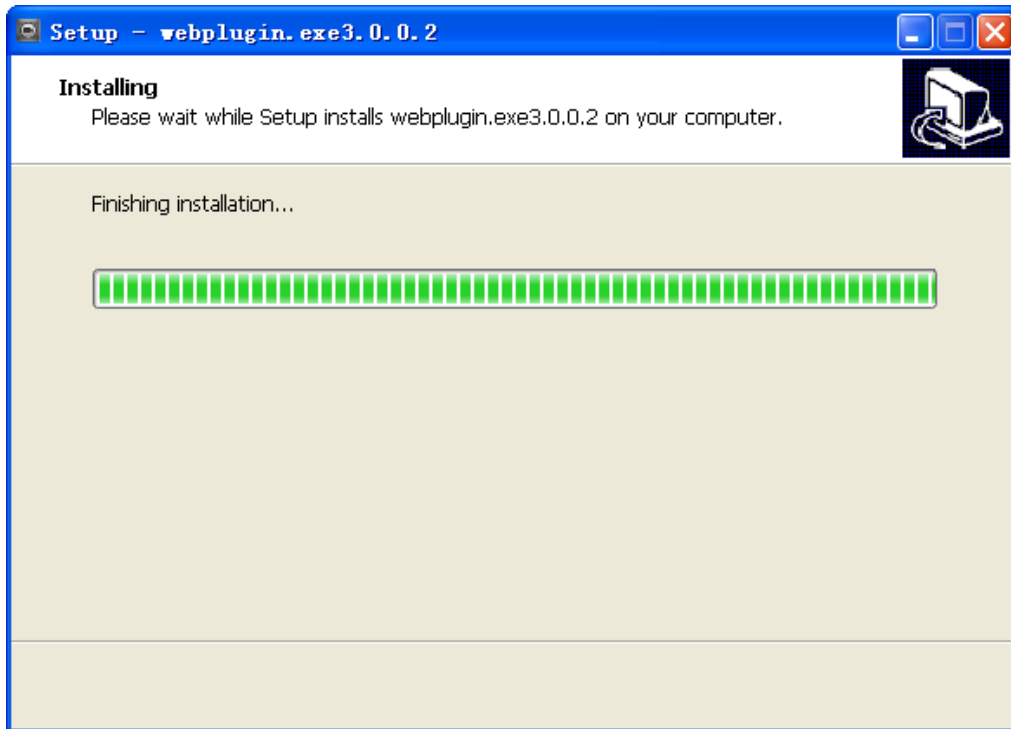 Setup - webplugin.exe3.0.0.2
Installing
Please wait while Setup installs webplugin.exe3.0.0.2 on your computer.
Finishing installation...